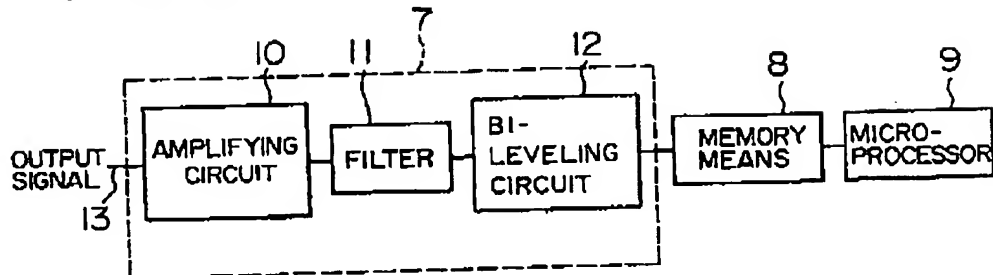 7
10
11
12
8
9
OUTPUT
SIGNAL
13
AMPLIFYING
CIRCUIT
FILTER
BI-
LEVELING
CIRCUIT
MEMORY
MEANS
MICRO-
PROCESSOR